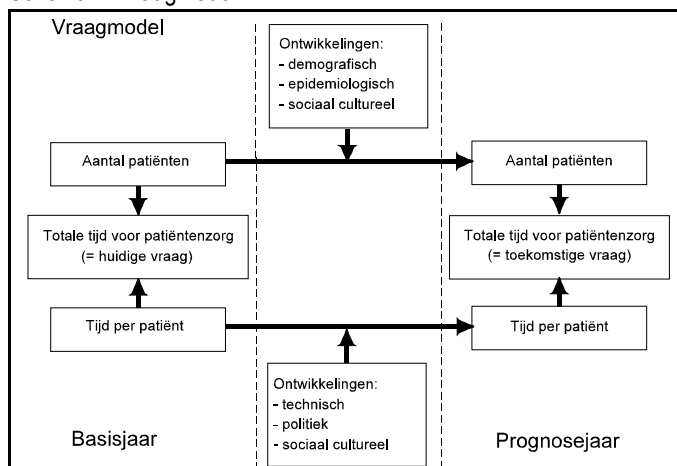 Vraagmodel
Ontwikkelingen:
- demografisch
- epidemiologisch
- sociaal cultureel
Aantal patiënten
Aantal patiënten
Totale tijd voor patiëntenzorg
(= huidige vraag)
Totale tijd voor patiëntenzorg
(= toekomstige vraag)
Tijd per patiënt
Tijd per patiënt
Ontwikkelingen:
- technisch
- politiek
- sociaal cultureel
Basisjaar
Prognosejaar